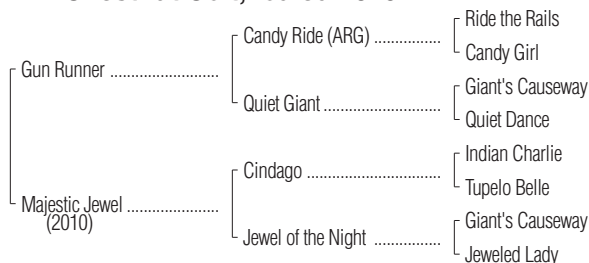 Ride the Rails
Candy Ride (ARG) ................
Candy Girl
Gun Runner ..........................
Giant's Causeway
Quiet Giant ............................
Quiet Dance
Indian Charlie
Cindago ................................
Tupelo Belle
Majestic Jewel ......................
(2010)
Giant's Causeway
Jewel of the Night ................
Jeweled Lady